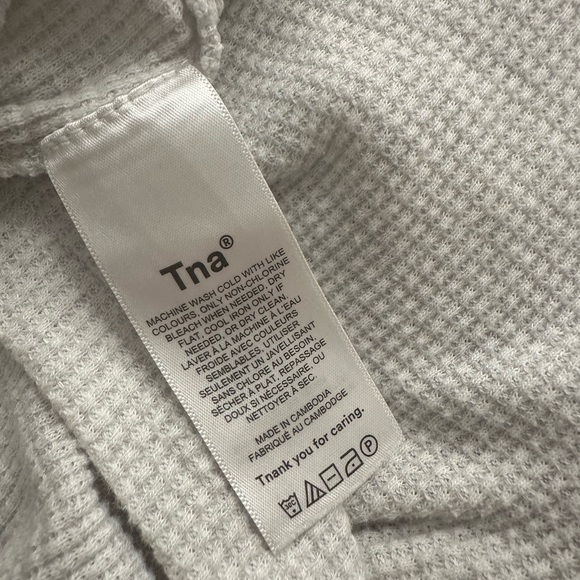 Tna®
MACHINE WASH COLD WITH LIKE
COLOURS. ONLY NON-CHLORINE
BLEACH WHEN NEEDED. DRY
FLAT. COOL IRON ONLY IF
NEEDED, OR DRY CLEAN.
LAVER À LA MACHINE À L'EAU
FROIDE AVEC COULEURS
SEMBLABLES. UTILISER
SEULEMENT UN JAVELLISANT
SANS CHLORE AU BESOIN.
SÉCHER À PLAT, REPASSAGE
DOUX SI NÉCESSAIRE, OU
NETTOYER À SEC.
MADE IN CAMBODIA
FABRIQUÉ AU CAMBODGE
Tnank you for caring.
30C P